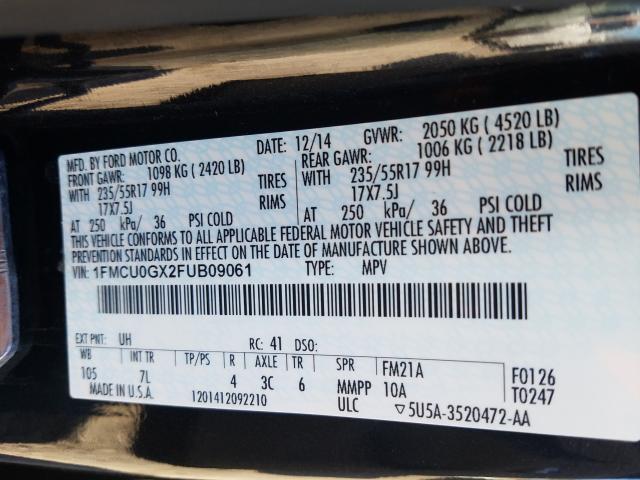 MFD. BY FORD MOTOR CO.
DATE: 12/14 GVWR: 2050 KG ( 4520 LB)
FRONT GAWR: 1098 KG ( 2420 LB)
REAR GAWR: 1006 KG ( 2218 LB)
WITH 235/55R17 99H TIRES
WITH 235/55R17 99H TIRES
17X7.5J RIMS
17X7.5J RIMS
AT 250 kPa/ 36 PSI COLD
AT 250 kPa/ 36 PSI COLD
THIS VEHICLE CONFORMS TO ALL APPLICABLE FEDERAL MOTOR VEHICLE SAFETY AND THEFT
PREVENTION STANDARDS IN EFFECT ON THE DATE OF MANUFACTURE SHOWN ABOVE.
VIN: 1FMCU0GX2FUB09061 TYPE: MPV
EXT PNT: UH RC: 41 DSO:
WB INT TR TP/PS R AXLE TR SPR FM21A F0126
105 7L 4 3C 6 MMPP 10A T0247
MADE IN U.S.A. 1201412092210 ULC ▽5U5A-3520472-AA